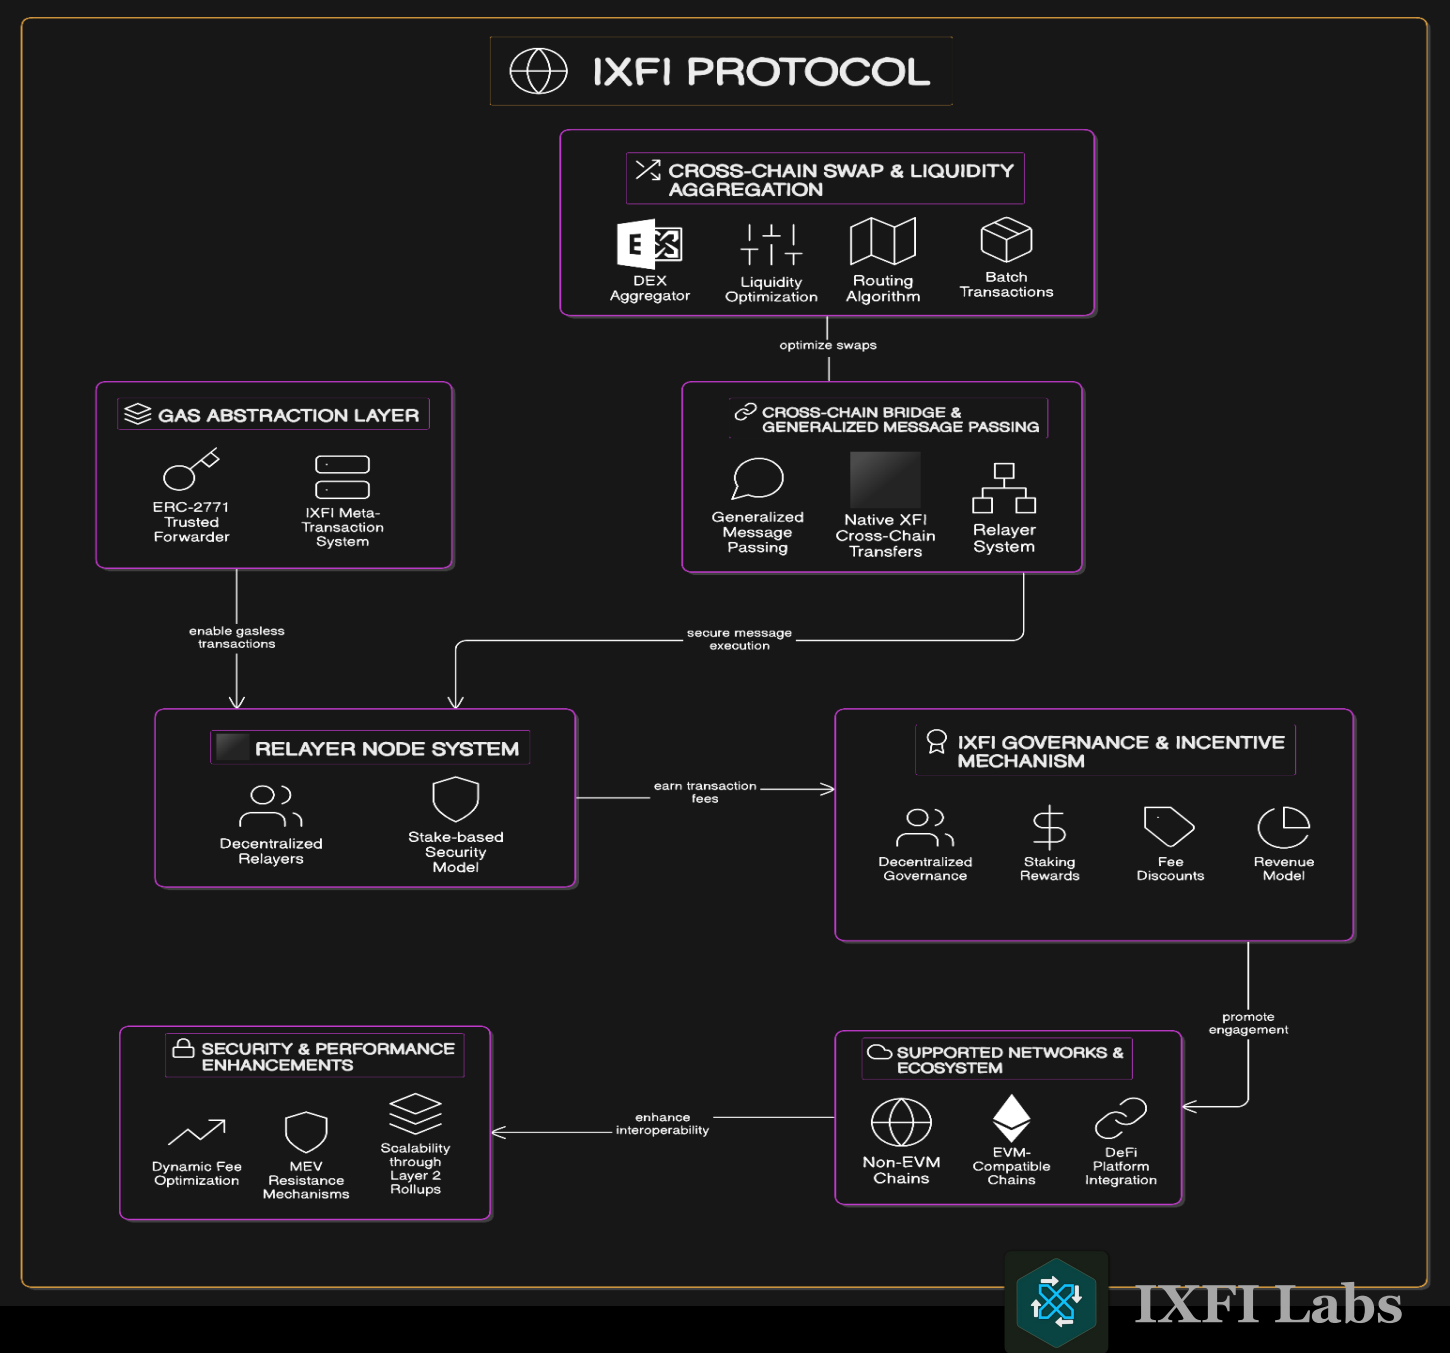 IXFI PROTOCOL
CROSS-CHAIN SWAP & LIQUIDITY
AGGREGATION
E
DEX
Aggregator
Liquidity
Optimization
Routing
Algorithm
Batch
Transactions
optimize swaps
GAS ABSTRACTION LAYER
ERC-2771
Trusted
Forwarder
IXFI Meta-
Transaction
System
CROSS-CHAIN BRIDGE &
GENERALIZED MESSAGE PASSING
Generalized
Message
Passing
Native XFI
Cross-Chain
Transfers
Relayer
System
enable gasless
transactions
secure message
execution
RELAYER NODE SYSTEM
Decentralized
Relayers
Stake-based
Security
Model
earn transaction
fees
IXFI GOVERNANCE & INCENTIVE
MECHANISM
Decentralized
Governance
Staking
Rewards
Fee
Discounts
Revenue
Model
promote
engagement
SECURITY & PERFORMANCE
ENHANCEMENTS
Dynamic Fee
Optimization
MEV
Resistance
Mechanisms
Scalability
through
Layer 2
Rollups
enhance
interoperability
SUPPORTED NETWORKS &
ECOSYSTEM
Non-EVM
Chains
EVM-
Compatible
Chains
DeFi
Platform
Integration
IXFI Labs